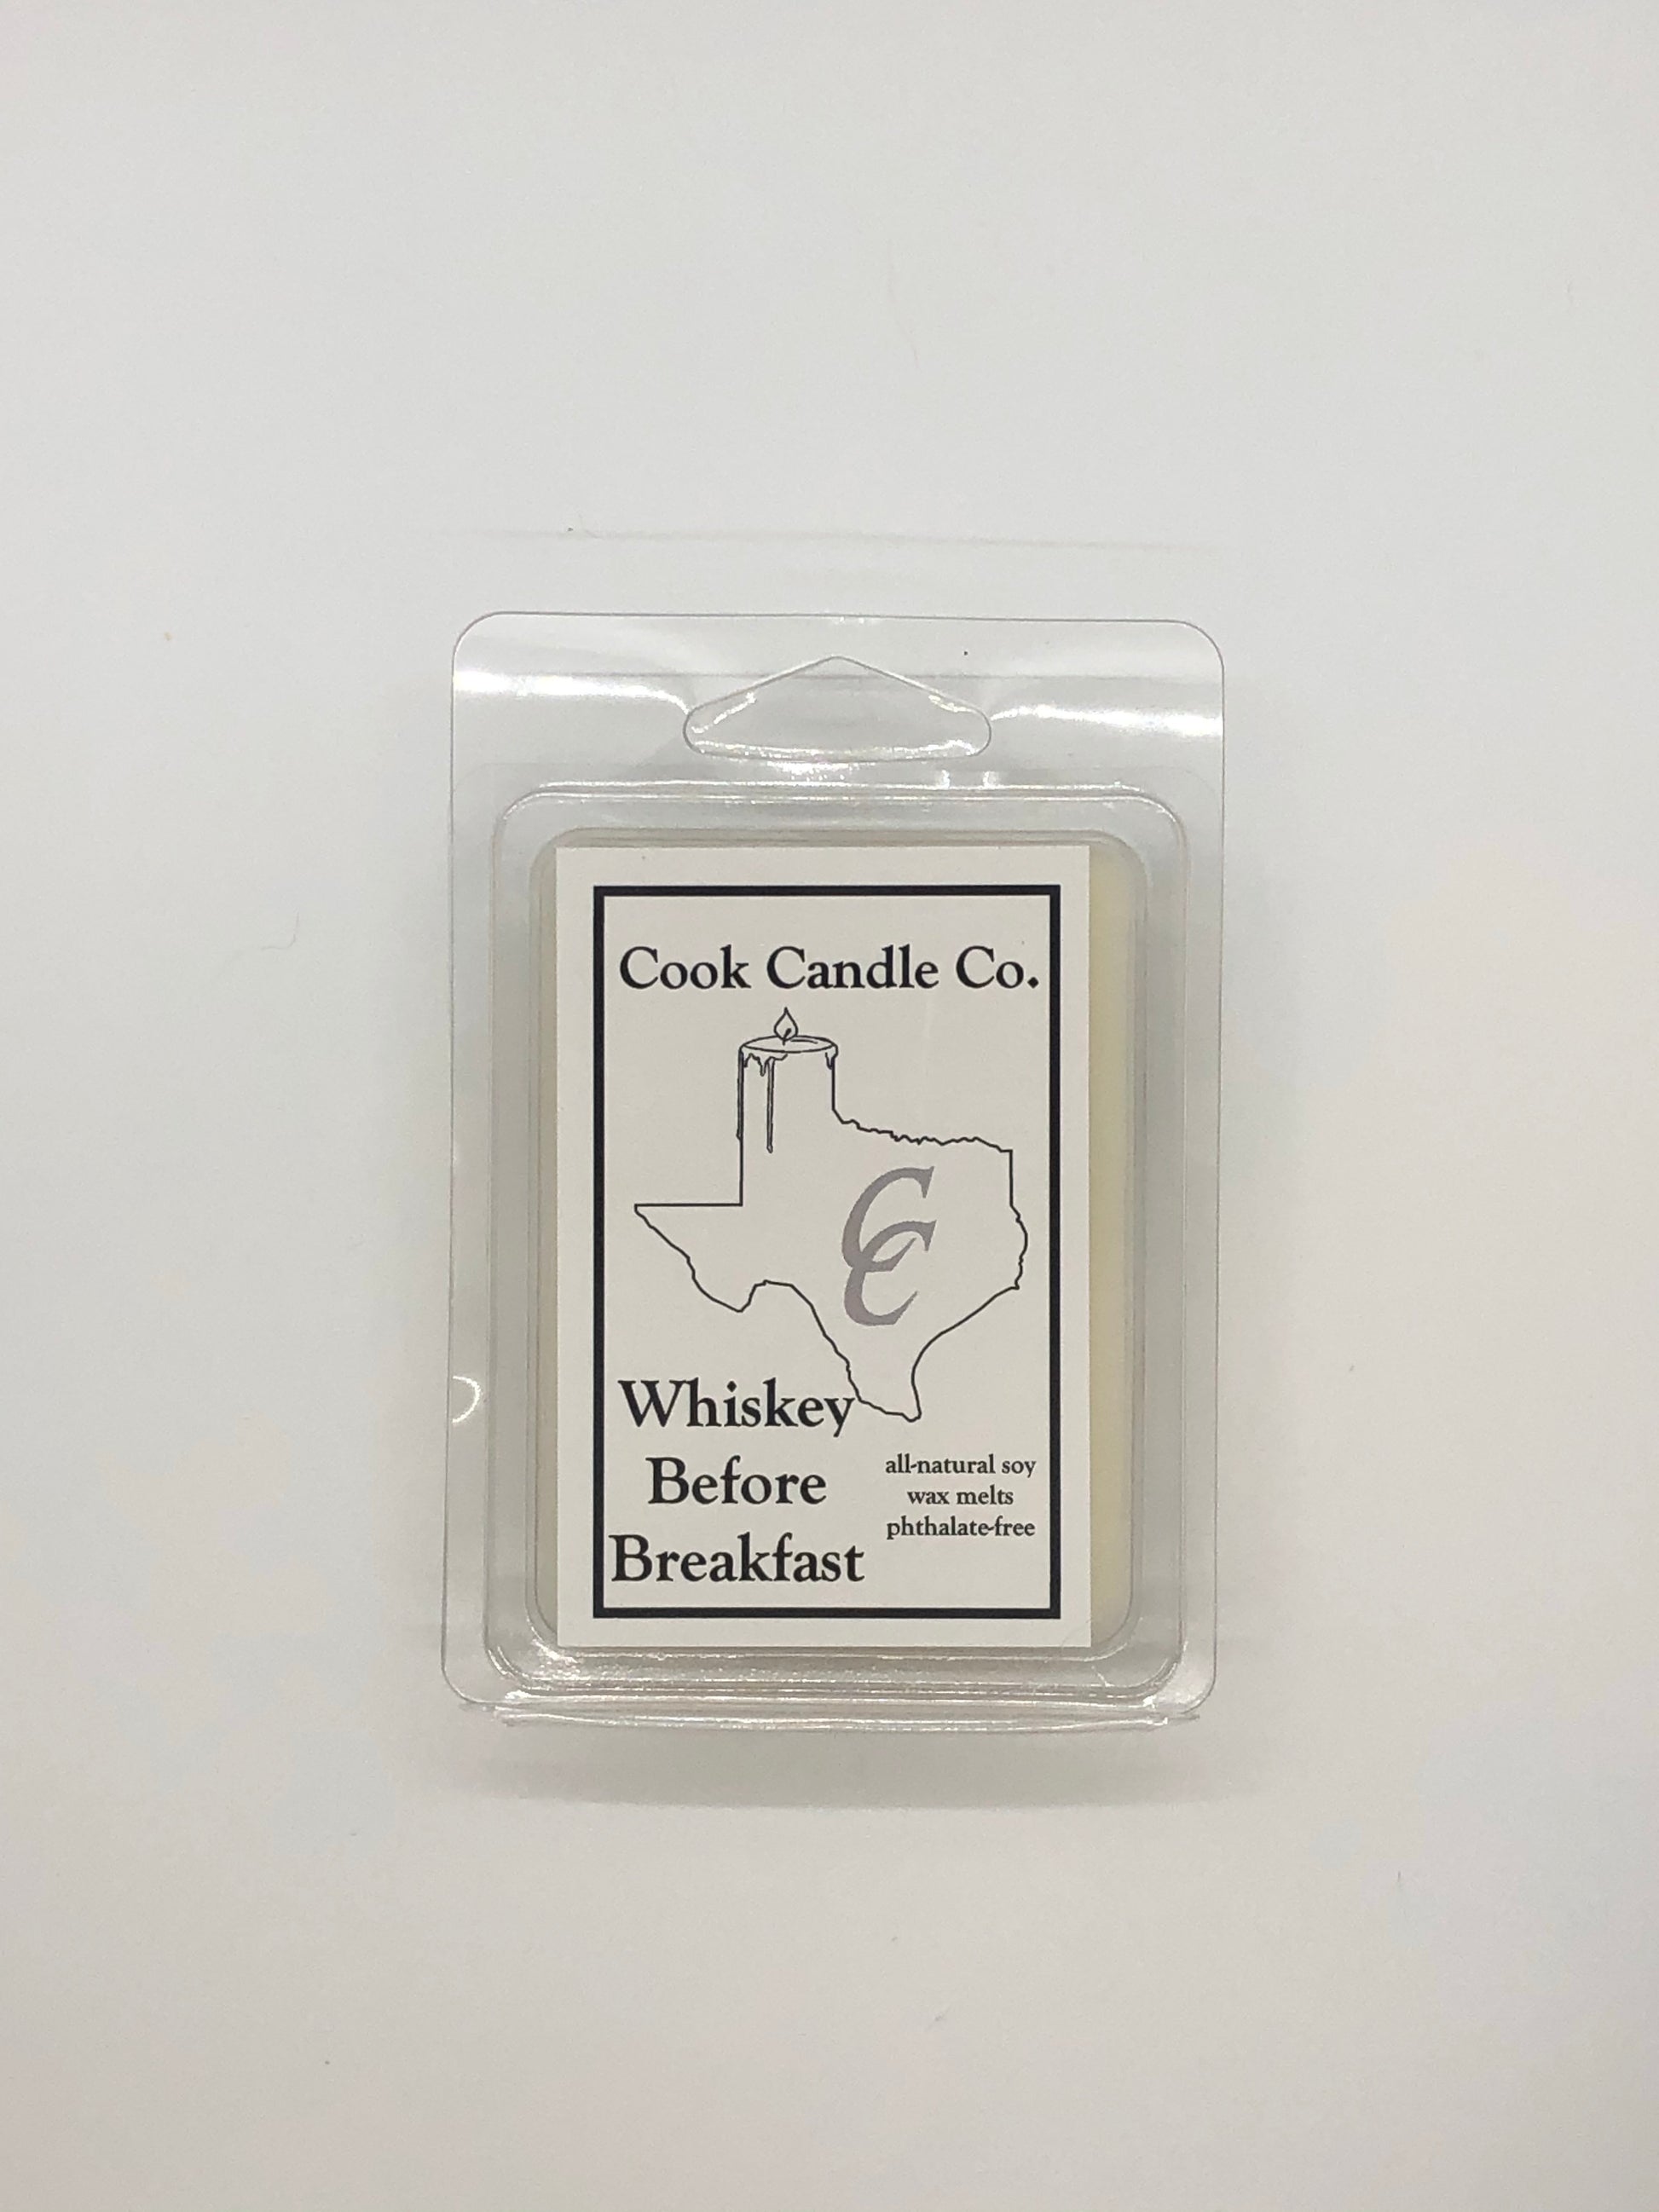 Cook Candle Co.
CC
Whiskey
Before
Breakfast
all-natural soy
wax melts
phthalate-free